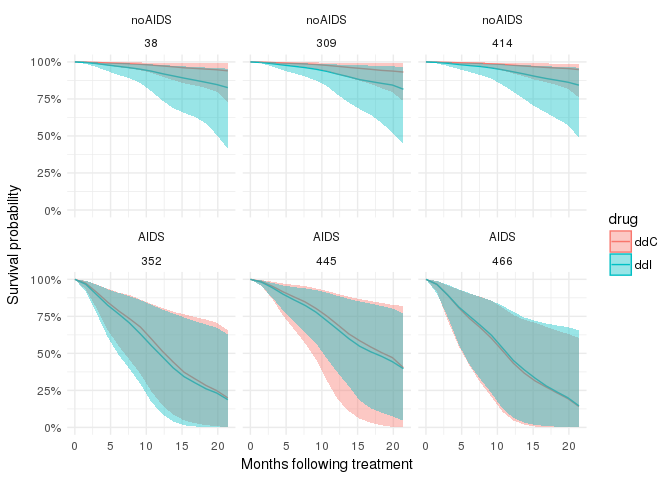 noAIDS noAIDS noAIDS
38 309 414
100%
75%
50%
25%
0%
AIDS AIDS AIDS
352 445 466
100%
75%
50%
25%
0%
0 5 10 15 20 0 5 10 15 20 0 5 10 15 20
Months following treatment
Survival probability
drug
ddC
ddI